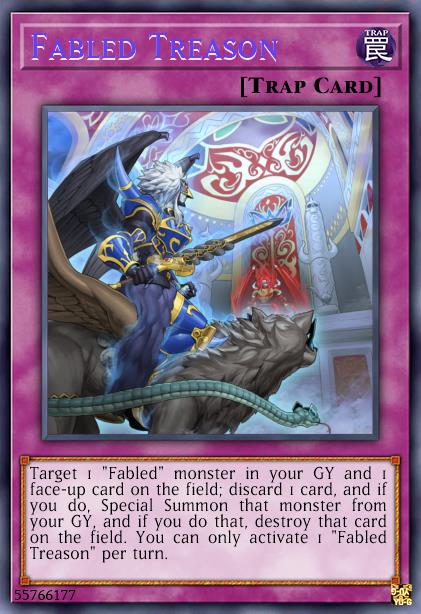 Fabled Treason
TRAP
罠
[Trap Card]
Target 1 "Fabled" monster in your GY and 1
face-up card on the field; discard 1 card, and if
you do, Special Summon that monster from
your GY, and if you do that, destroy that card
on the field. You can only activate 1 "Fabled
Treason" per turn.
55766177